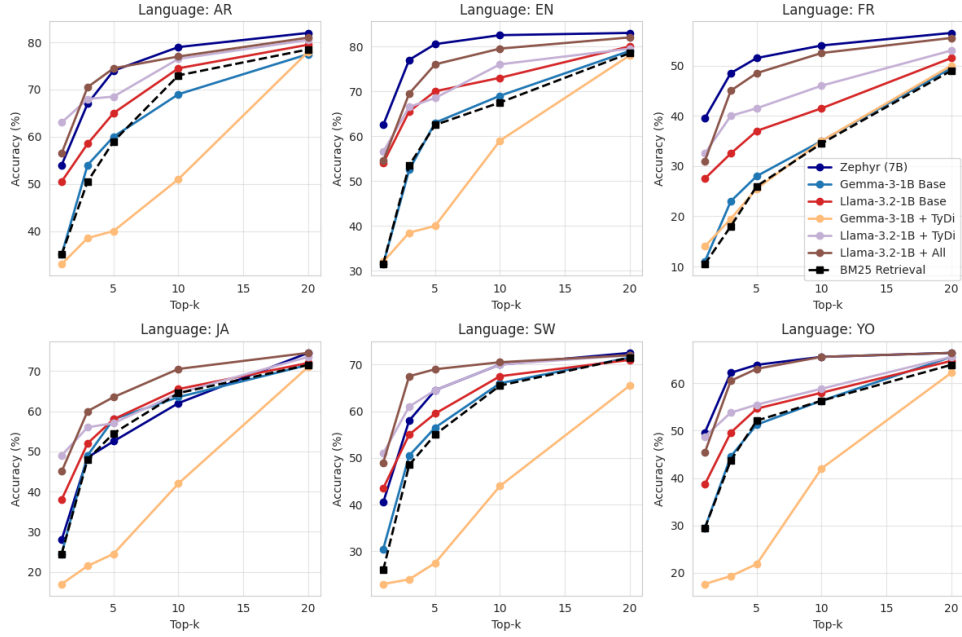 Language: AR
Accuracy (%)
80
70
60
50
40
5
10
15
20
Top-k
Language: EN
Accuracy (%)
80
70
60
50
40
30
5
10
15
20
Top-k
Language: FR
Accuracy (%)
50
40
30
20
10
Zephyr (7B)
Gemma-3-1B Base
Llama-3.2-1B Base
Gemma-3-1B + TyDi
Llama-3.2-1B + TyDi
Llama-3.2-1B + All
BM25 Retrieval
5
10
15
20
Top-k
Language: JA
Accuracy (%)
70
60
50
40
30
20
5
10
15
20
Top-k
Language: SW
Accuracy (%)
70
60
50
40
30
5
10
15
20
Top-k
Language: YO
Accuracy (%)
60
50
40
30
20
5
10
15
20
Top-k